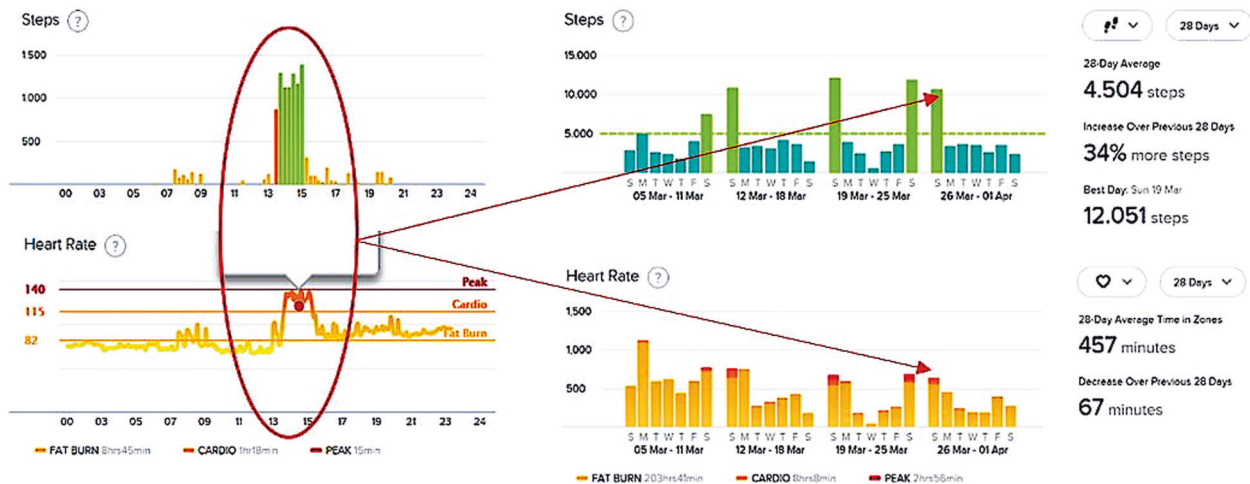 Steps ?
1500
1000
500
00 03 05 07 09 11 13 15 17 19 21 24
Heart Rate ?
140 Peak
115 Cardio
82 Fat Burn
00 03 05 07 09 11 13 15 17 19 21 24
FAT BURN 8hrs45min CARDIO 1hr18min PEAK 15min
Steps ?
15.000
10.000
5.000
S M T W T F S S M T W T F S S M T W T F S S M T W T F S
05 Mar - 11 Mar 12 Mar - 18 Mar 19 Mar - 25 Mar 26 Mar - 01 Apr
28 Days
28-Day Average
4.504 steps
Increase Over Previous 28 Days
34% more steps
Best Day: Sun 19 Mar
12.051 steps
Heart Rate ?
1,500
1,000
500
S M T W T F S S M T W T F S S M T W T F S S M T W T F S
05 Mar - 11 Mar 12 Mar - 18 Mar 19 Mar - 25 Mar 26 Mar - 01 Apr
FAT BURN 203hrs41min CARDIO 8hrs8min PEAK 2hrs56min
28 Days
28-Day Average Time in Zones
457 minutes
Decrease Over Previous 28 Days
67 minutes